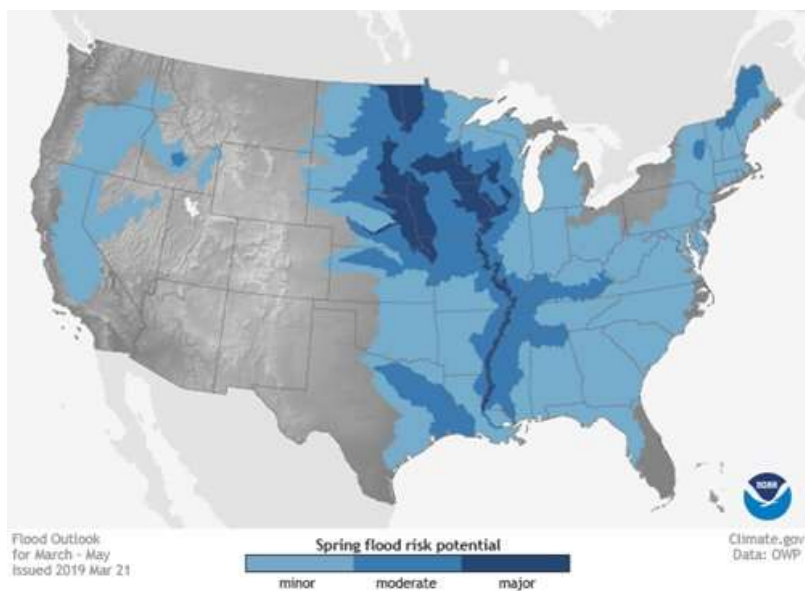 NOAA
Flood Outlook
for March - May
Issued 2019 Mar 21
Spring flood risk potential
minor moderate major
Climate.gov
Data: OWP